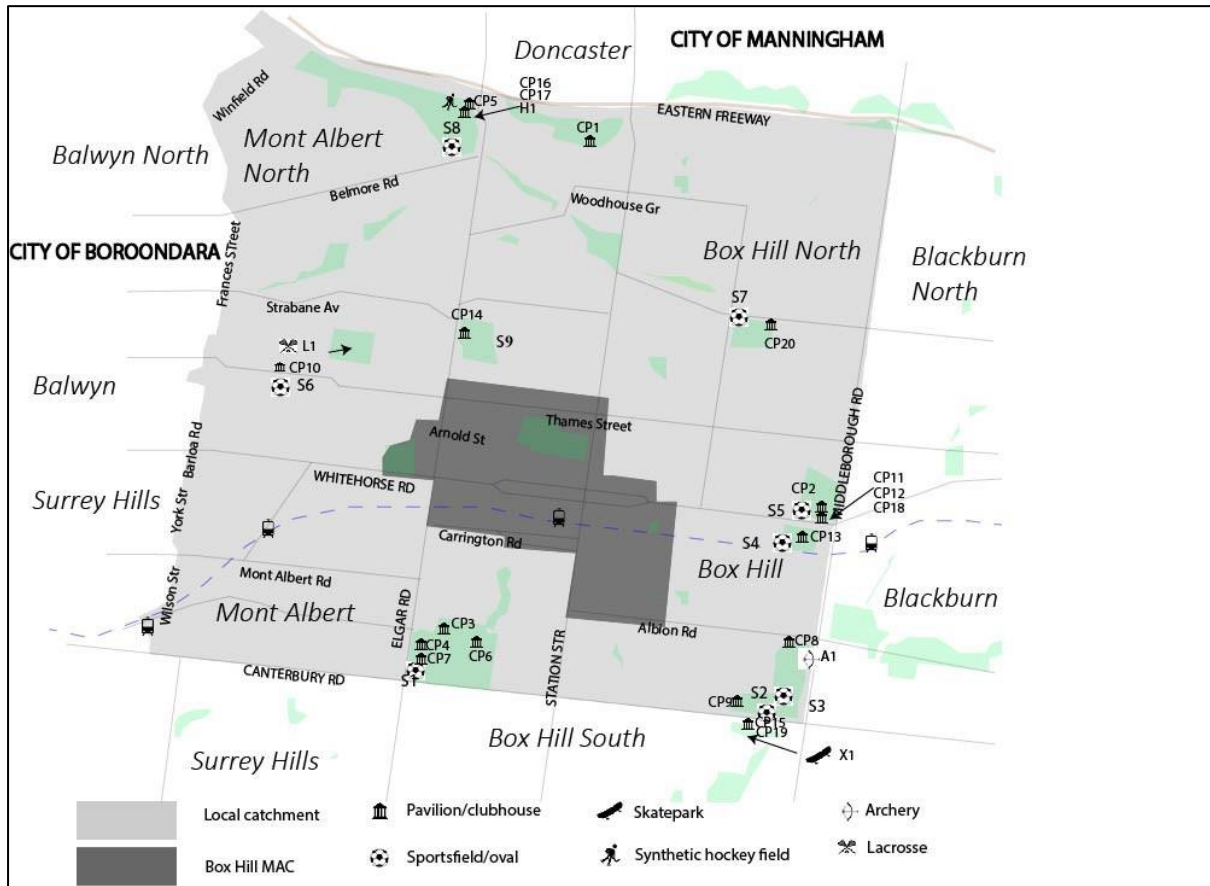 Doncaster
CITY OF MANNINGHAM
CP16
CP17
H1
CP5
Winfield Rd
EASTERN FREEWAY
S8
CP1
Mont Albert
North
Balwyn North
Belmore Rd
Woodhouse Gr
Frances STreet
CITY OF BOROONDARA
Box Hill North
Blackburn
North
S7
Strabane Av
CP14
CP20
S9
L1
CP10
S6
Balwyn
MIDDLEBOROUGH RD
Thames Street
Arnold St
Barloa Rd
CP11
CP12
CP18
WHITEHORSE RD
CP2
S5
Surrey Hills
York Str
Carrington Rd
S4
CP13
Box Hill
Mont Albert Rd
Blackburn
Mont Albert
Wilson Str
ELGAR RD
CP3
CP4
CP6
CP7
S1
Albion Rd
CP8
A1
STATION STR
CANTERBURY RD
CP9
S2
S3
CP15
CP19
Box Hill South
X1
Surrey Hills
Local catchment
Pavilion/clubhouse
Skatepark
Archery
Box Hill MAC
Sportsfield/oval
Synthetic hockey field
Lacrosse